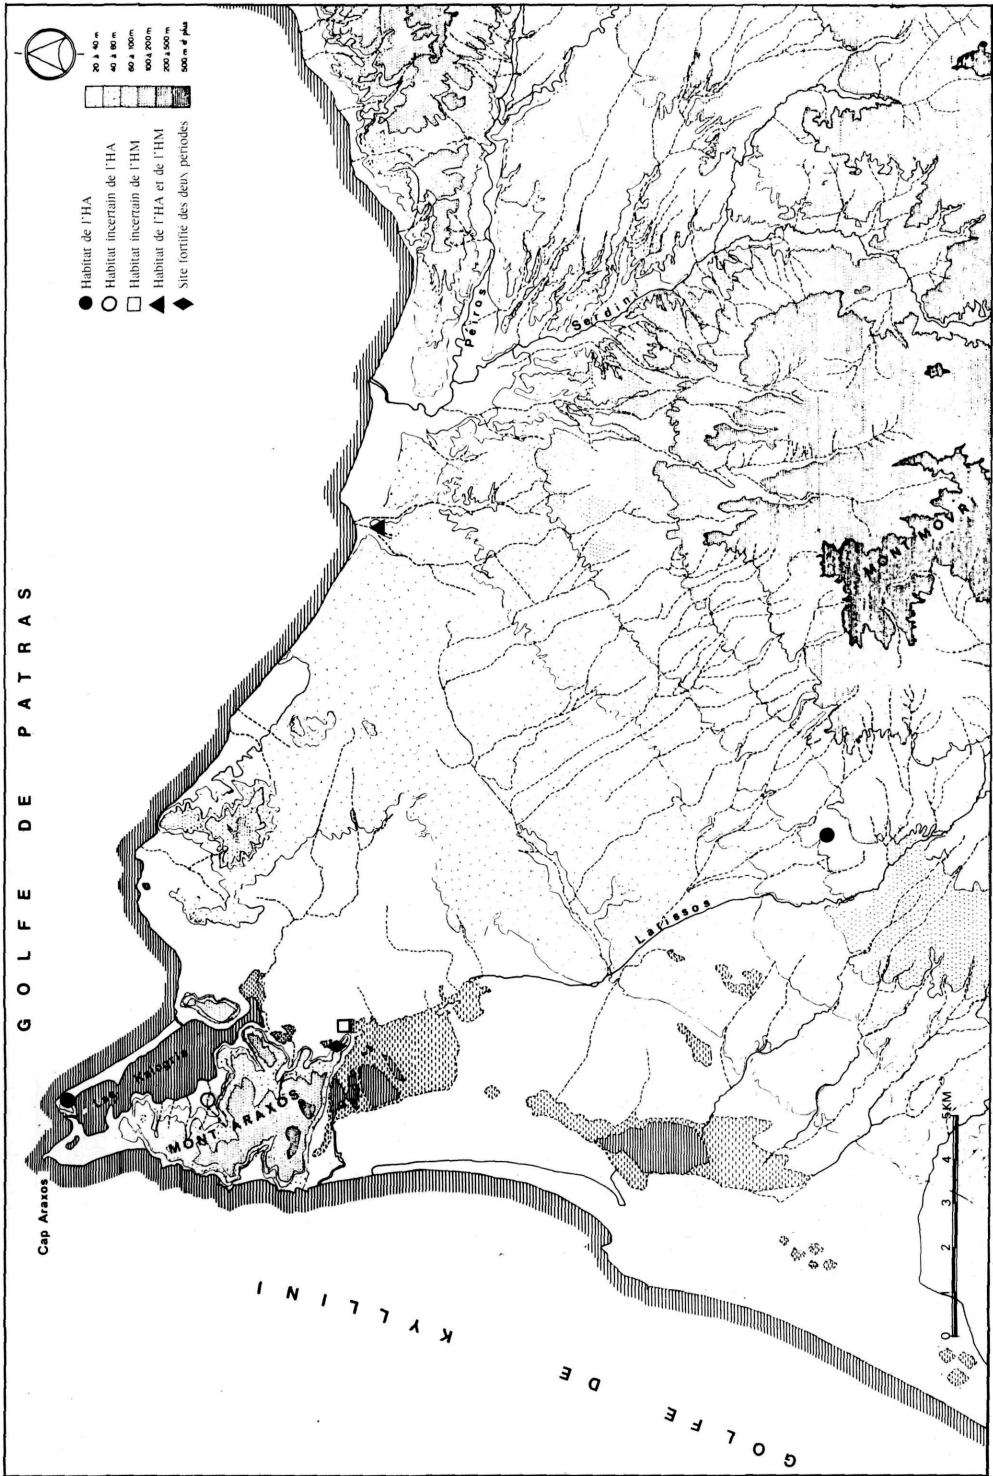 GOLFE DE PATRAS
20 à 40 m
40 à 60 m
60 à 100 m
100 à 200 m
200 à 500 m
500 m et plus
Habitat de l'HA
Habitat incertain de l'HA
Habitat incertain de l'HM
Habitat de l'HA et de l'HM
Site fortifié des deux periodes
Cap Araxos
Lac Kalogria
MONT ARAXOS
Peiros
Serdini
MONT MOVRI
Larissos
GOLFE DE KYLLINI
0 1 2 3 4 5KM